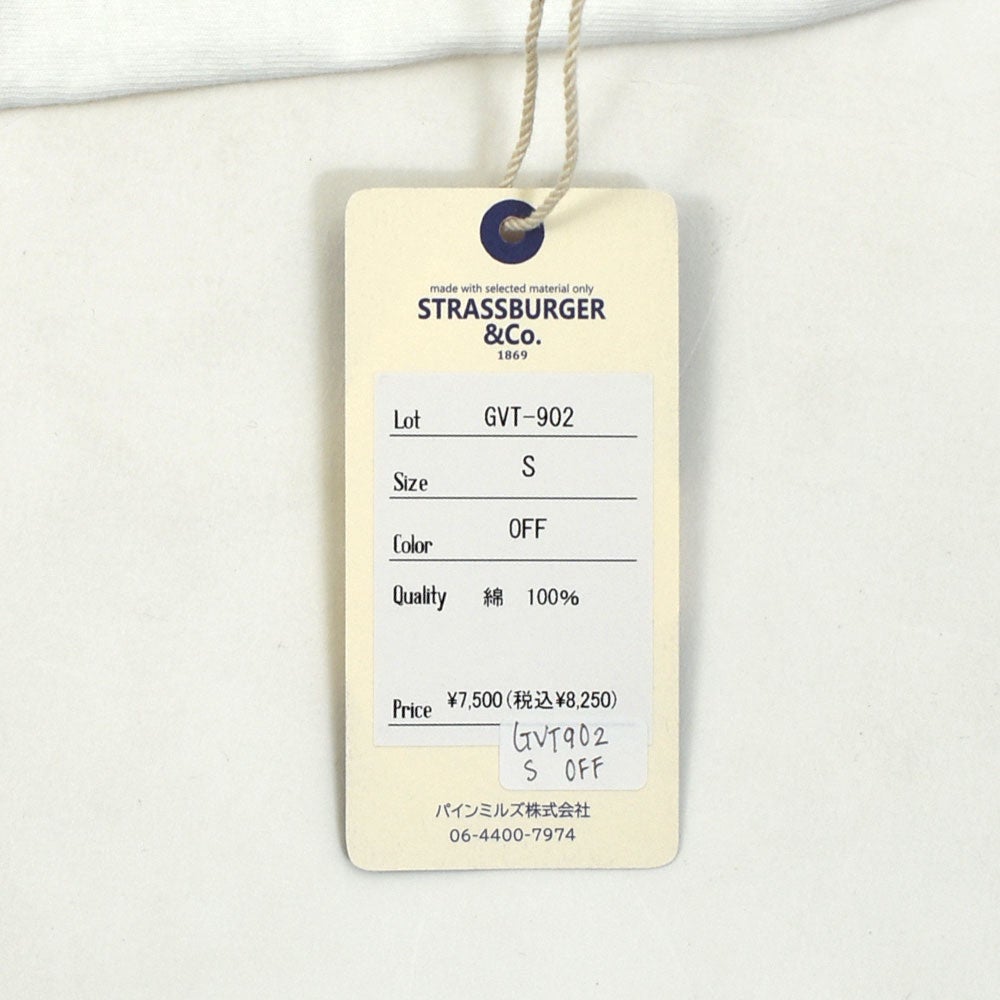 made with selected material only
STRASSBURGER
&Co.
1869
Lot GVT-902
Size S
Color OFF
Quality 綿 100%
Price ¥7,500(税込¥8,250)
GVT902
S OFF
パインミルズ株式会社
06-4400-7974